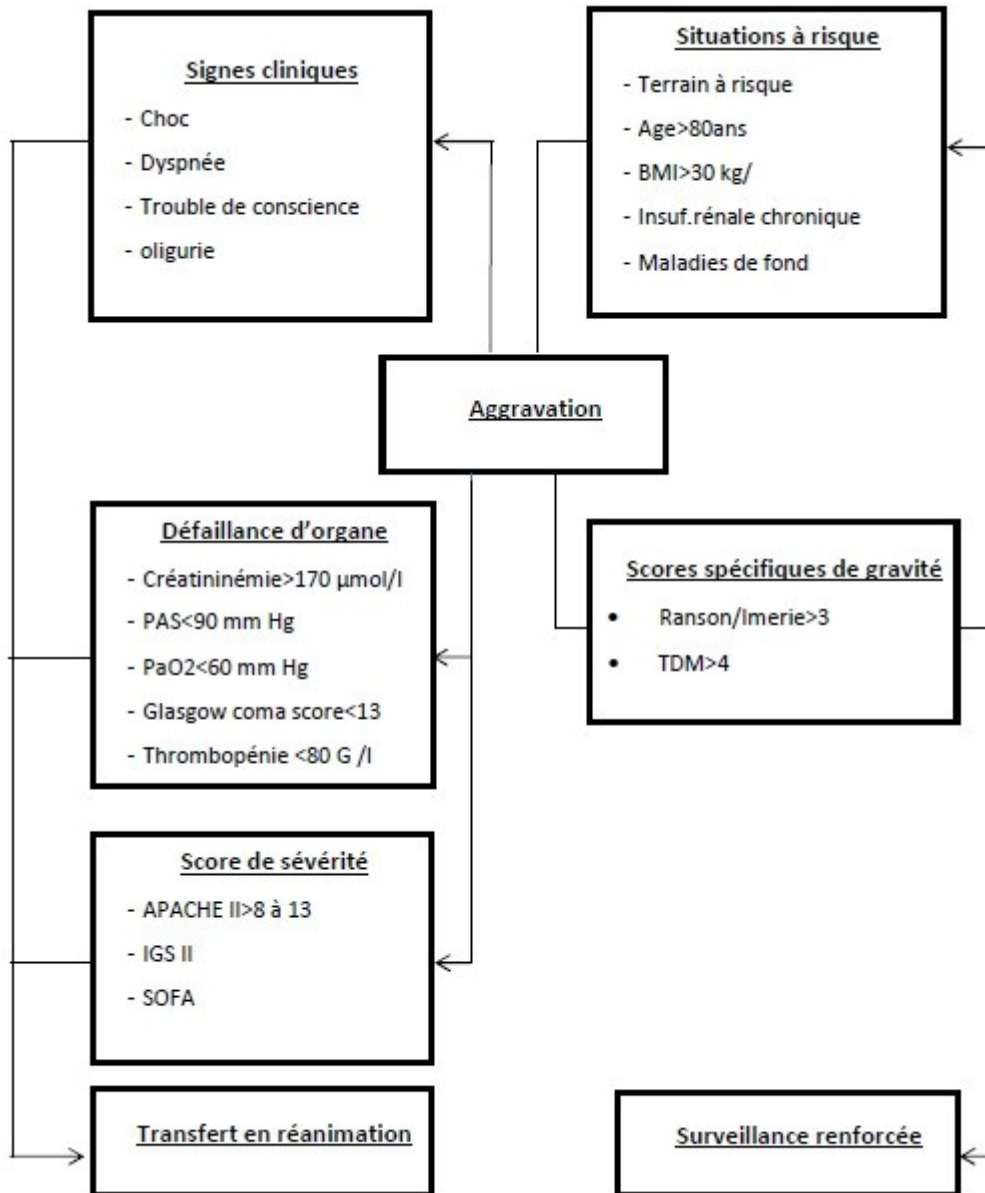 Signes cliniques
- Choc
- Dyspnée
- Trouble de conscience
- oligurie
Situations à risque
- Terrain à risque
- Age>80ans
- BMI>30 kg/
- Insuf.rénale chronique
- Maladies de fond
Aggravation
Défaillance d’organe
- Créatininémie>170 µmol/l
- PAS<90 mm Hg
- PaO2<60 mm Hg
- Glasgow coma score<13
- Thrombopénie <80 G /l
Scores spécifiques de gravité
• Ranson/Imerie>3
• TDM>4
Score de sévérité
- APACHE II>8 à 13
- IGS II
- SOFA
Transfert en réanimation
Surveillance renforcée